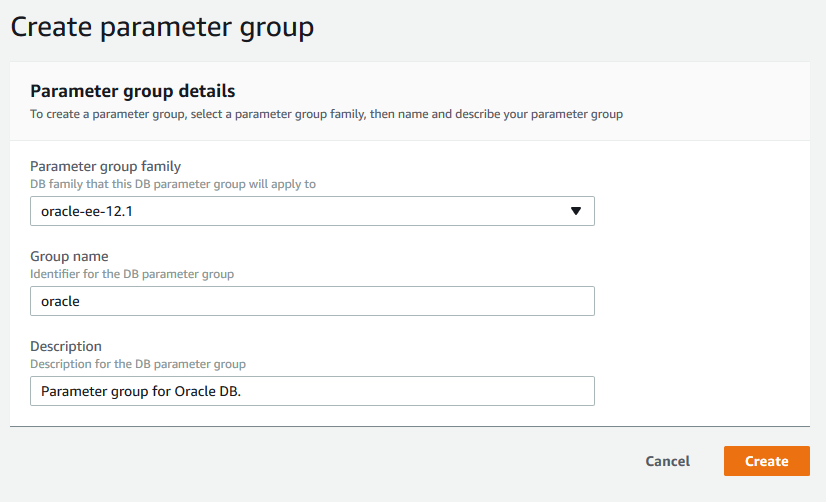 Create parameter group
Parameter group details
To create a parameter group, select a parameter group family, then name and describe your parameter group
Parameter group family
DB family that this DB parameter group will apply to
oracle-ee-12.1
Group name
Identifier for the DB parameter group
oracle
Description
Description for the DB parameter group
Parameter group for Oracle DB.
Cancel
Create